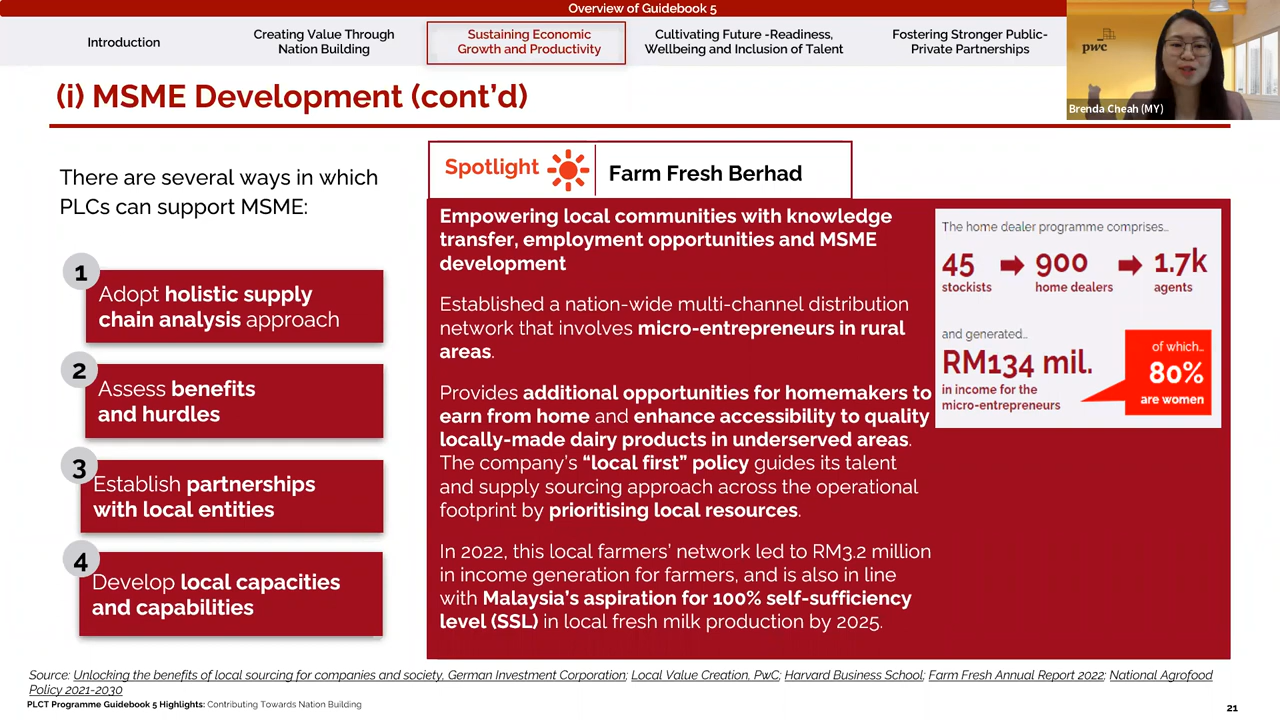 Overview of Guidebook 5
Introduction
Creating Value Through
Nation Building
Sustaining Economic
Growth and Productivity
Cultivating Future -Readiness,
Wellbeing and Inclusion of Talent
Fostering Stronger Public-
Private Partnerships
pwc
Brenda Cheah (MY)
(i) MSME Development (cont’d)
There are several ways in which
PLCs can support MSME:
1
Adopt holistic supply
chain analysis approach
2
Assess benefits
and hurdles
3
Establish partnerships
with local entities
4
Develop local capacities
and capabilities
Spotlight
Farm Fresh Berhad
Empowering local communities with knowledge
transfer, employment opportunities and MSME
development
Established a nation-wide multi-channel distribution
network that involves micro-entrepreneurs in rural
areas.
Provides additional opportunities for homemakers to
earn from home and enhance accessibility to quality
locally-made dairy products in underserved areas.
The company’s “local first” policy guides its talent
and supply sourcing approach across the operational
footprint by prioritising local resources.
In 2022, this local farmers’ network led to RM3.2 million
in income generation for farmers, and is also in line
with Malaysia’s aspiration for 100% self-sufficiency
level (SSL) in local fresh milk production by 2025.
The home dealer programme comprises…
45 900 1.7k
stockists home dealers agents
and generated…
RM134 mil.
in income for the
micro-entrepreneurs
of which…
80%
are women
Source: Unlocking the benefits of local sourcing for companies and society, German Investment Corporation; Local Value Creation, PwC; Harvard Business School; Farm Fresh Annual Report 2022; National Agrofood
Policy 2021-2030
PLCT Programme Guidebook 5 Highlights: Contributing Towards Nation Building
21